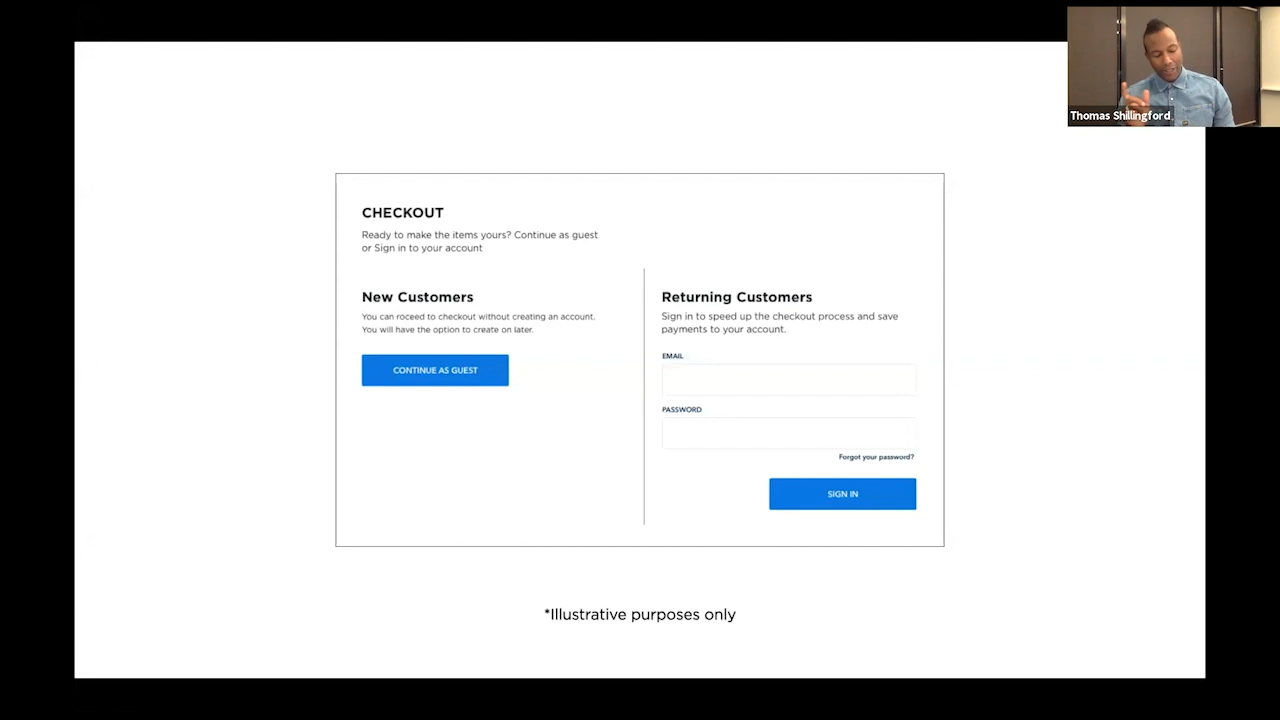 Thomas Shillingford
CHECKOUT
Ready to make the items yours? Continue as guest
or Sign in to your account
New Customers
You can roceed to checkout without creating an account.
You will have the option to create on later.
CONTINUE AS GUEST
Returning Customers
Sign in to speed up the checkout process and save
payments to your account.
EMAIL
PASSWORD
Forgot your password?
SIGN IN
*Illustrative purposes only